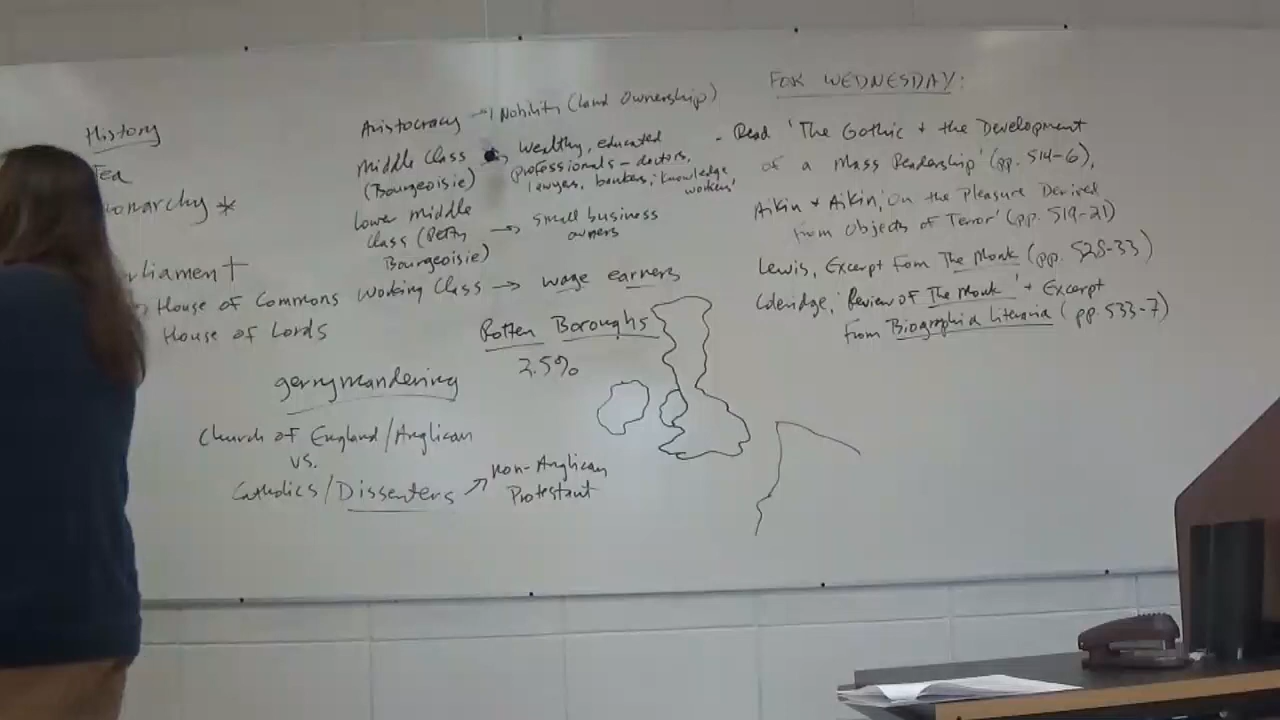 History
Tea
onarchy *
rliament
House of Commons
House of Lords
Aristocracy → Nobility (Land Ownership)
Middle Class → Wealthy, educated
(Bourgeoisie) professionals - doctors,
lawyers, bankers, 'knowledge
workers'
Lower middle
class (Petty → small business
owners
Bourgeoisie)
Working Class → wage earners
Rotten Boroughs
2.5%
gerrymandering
Church of England/Anglican
vs.
Catholics/Dissenters → non-Anglican
Protestant
FOR WEDNESDAY:
- Read 'The Gothic + the Development
of a Mass Readership' (pp. 514-6),
Aikin + Aikin, 'On the Pleasure Derived
from Objects of Terror' (pp. 519-21)
Lewis, Excerpt from The Monk (pp. 528-33)
Coleridge, 'Review of The Monk' + Excerpt
from Biographia Literaria (pp. 533-7)